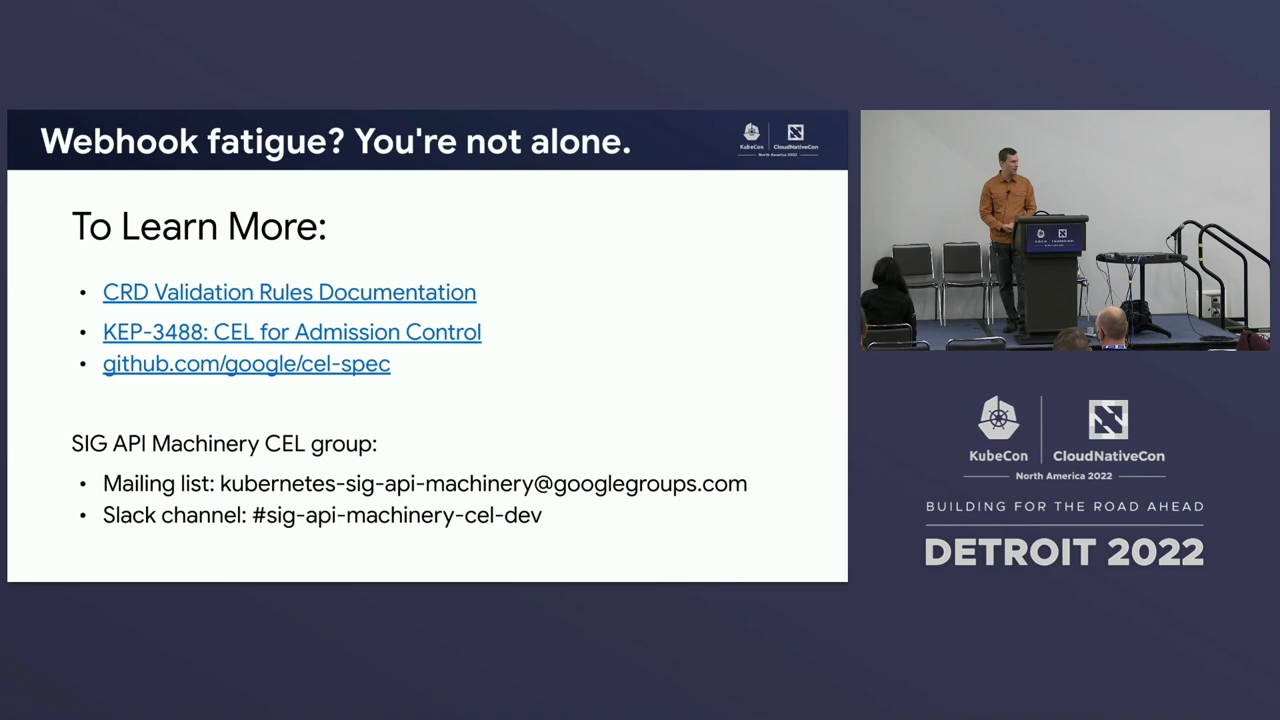 Webhook fatigue? You're not alone.
KubeCon
CloudNativeCon
North America 2022
To Learn More:
• CRD Validation Rules Documentation
• KEP-3488: CEL for Admission Control
• github.com/google/cel-spec
SIG API Machinery CEL group:
• Mailing list: kubernetes-sig-api-machinery@googlegroups.com
• Slack channel: #sig-api-machinery-cel-dev
KubeCon
CloudNativeCon
North America 2022
BUILDING FOR THE ROAD AHEAD
DETROIT 2022